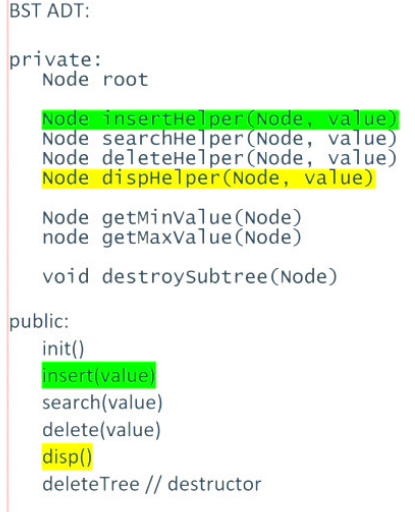 BST ADT:
private:
Node root
Node insertHelper(Node, value)
Node searchHelper(Node, value)
Node deleteHelper(Node, value)
Node dispHelper(Node, value)
Node getMinValue(Node)
node getMaxValue(Node)
void destroySubtree(Node)
public:
init()
insert(value)
search(value)
delete(value)
disp()
deleteTree // destructor